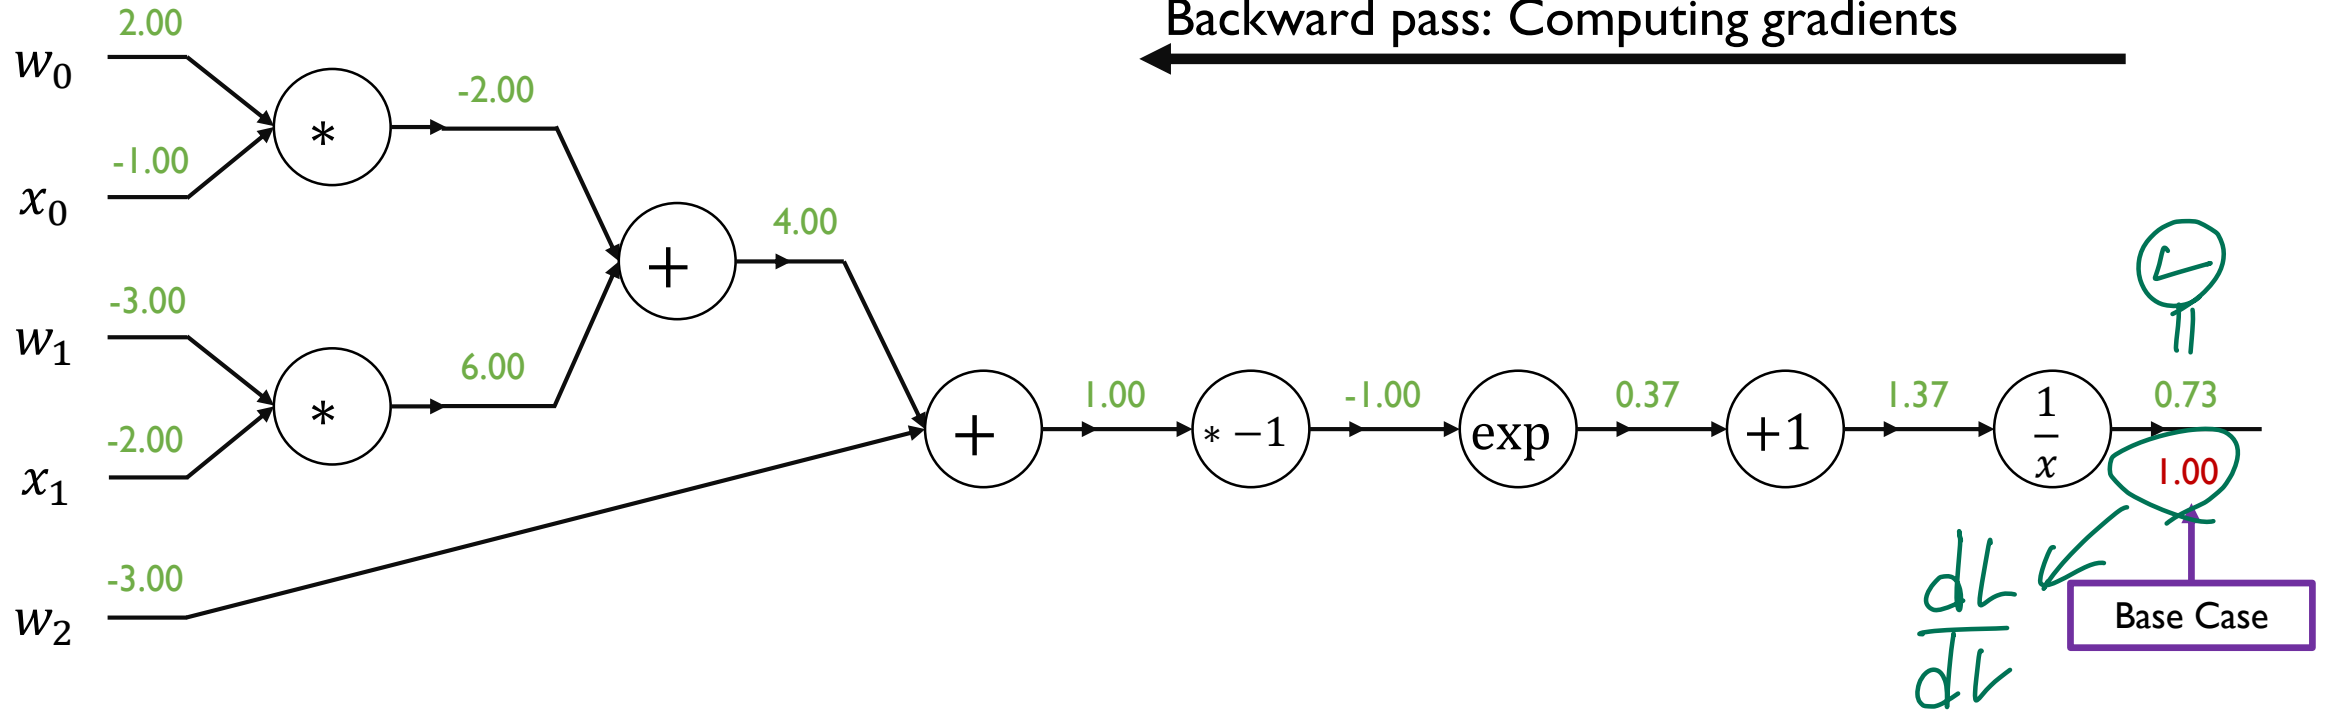 Backward pass: Computing gradients
2.00
w₀
-2.00
*
-1.00
x₀
4.00
+
L
=
-3.00
w₁
6.00
*
-2.00
x₁
+
1.00
* −1
-1.00
exp
0.37
+1
1.37
1/x
0.73
1.00
-3.00
w₂
dL/dL
Base Case